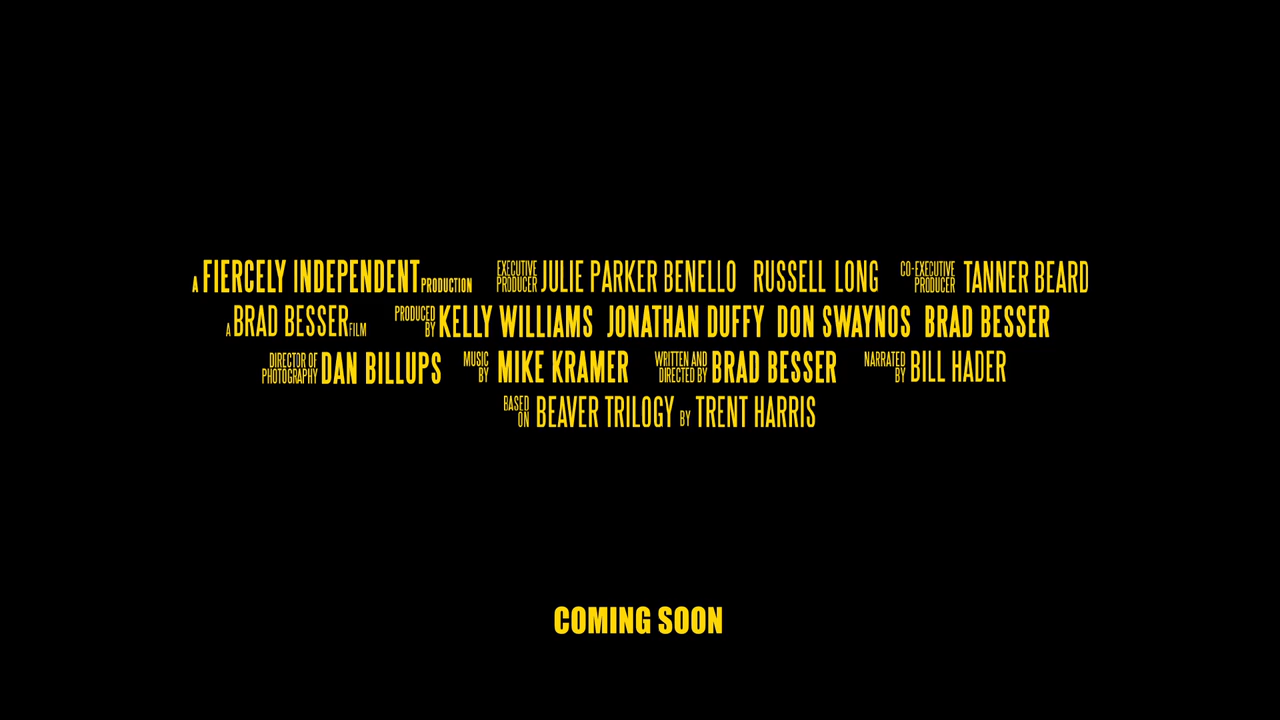 A FIERCELY INDEPENDENT PRODUCTION EXECUTIVE PRODUCER JULIE PARKER BENELLO RUSSELL LONG CO-EXECUTIVE PRODUCER TANNER BEARD
A BRAD BESSER FILM PRODUCED BY KELLY WILLIAMS JONATHAN DUFFY DON SWAYNOS BRAD BESSER
DIRECTOR OF PHOTOGRAPHY DAN BILLUPS MUSIC BY MIKE KRAMER WRITTEN AND DIRECTED BY BRAD BESSER NARRATED BY BILL HADER
BASED ON BEAVER TRILOGY BY TRENT HARRIS
COMING SOON